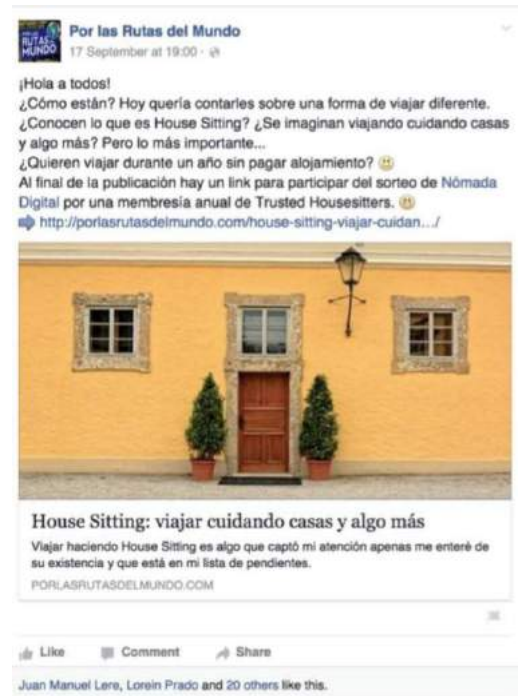 POR LAS
RUTAS DEL
MUNDO
Por las Rutas del Mundo
17 September at 19:00 ·
¡Hola a todos!
¿Cómo están? Hoy quería contarles sobre una forma de viajar diferente.
¿Conocen lo que es House Sitting? ¿Se imaginan viajando cuidando casas
y algo más? Pero lo más importante...
¿Quieren viajar durante un año sin pagar alojamiento?
Al final de la publicación hay un link para participar del sorteo de Nómada
Digital por una membresía anual de Trusted Housesitters.
http://porlasrutasdelmundo.com/house-sitting-viajar-cuidan.../
House Sitting: viajar cuidando casas y algo más
Viajar haciendo House Sitting es algo que captó mi atención apenas me enteré de
su existencia y que está en mi lista de pendientes.
PORLASRUTASDELMUNDO.COM
Like Comment Share
Juan Manuel Lere, Lorein Prado and 20 others like this.